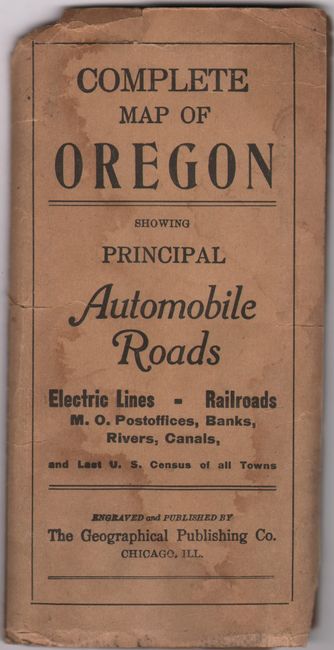 COMPLETE
MAP OF
OREGON
SHOWING
PRINCIPAL
Automobile
Roads
Electric Lines - Railroads
M. O. Postoffices, Banks,
Rivers, Canals,
and Last U. S. Census of all Towns
ENGRAVED and PUBLISHED BY
The Geographical Publishing Co.
CHICAGO, ILL.